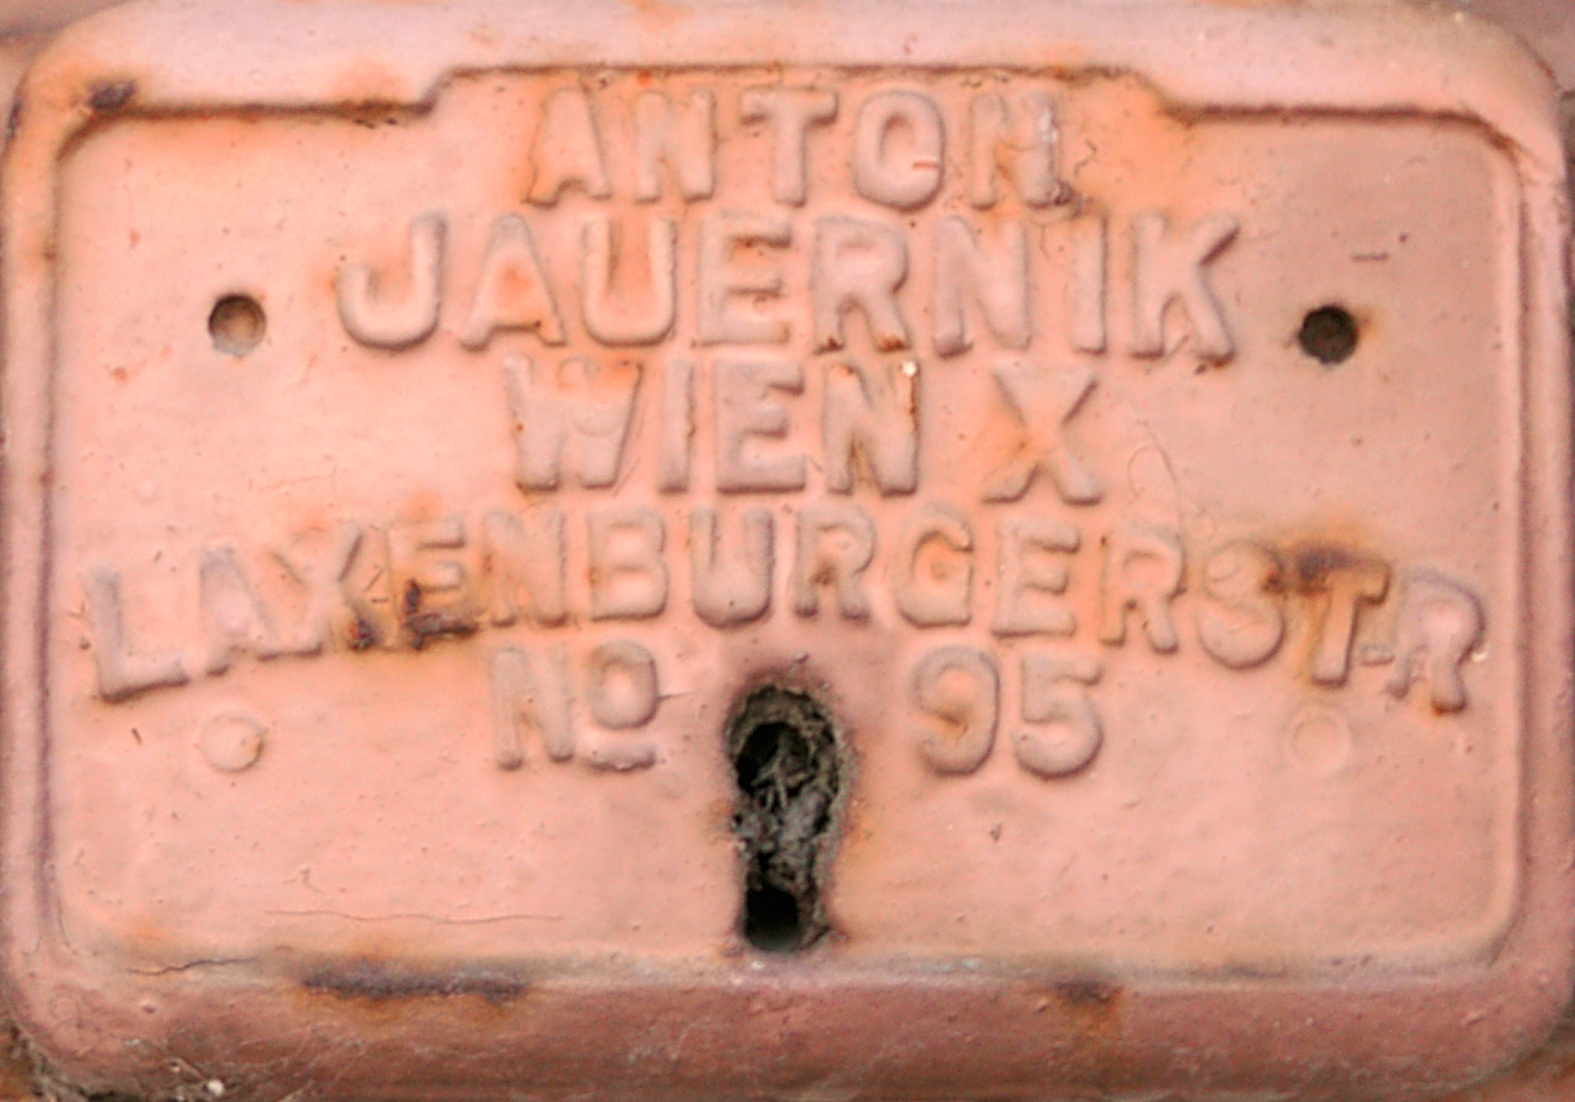 ANTON
JAUERNIK
WIEN X
LAXENBURGERSTR
No 95